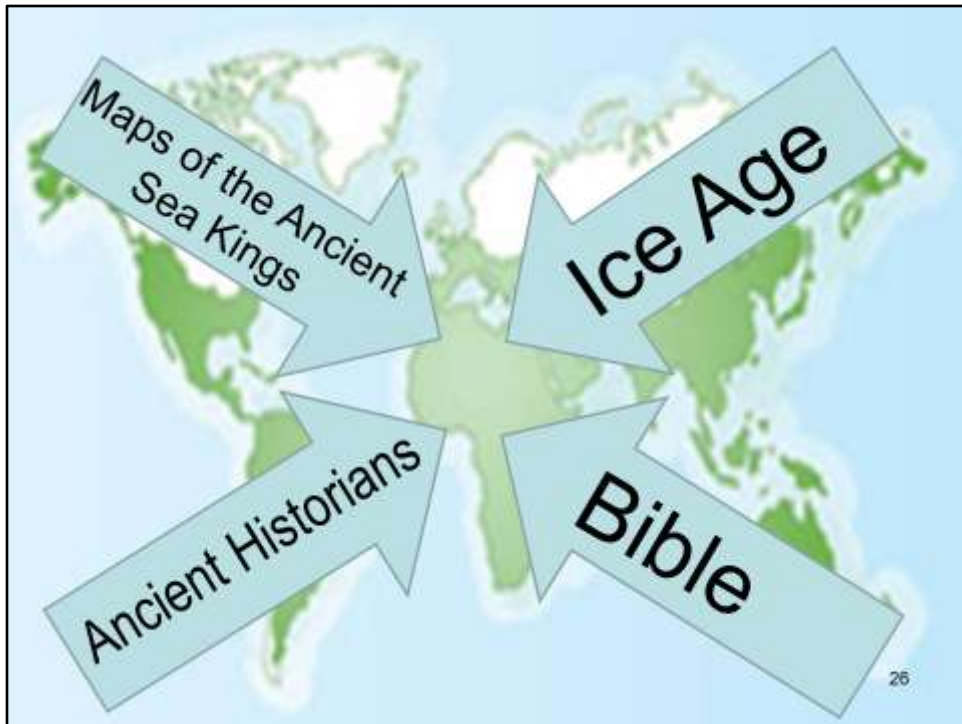 Maps of the Ancient
Sea Kings
Ice Age
Ancient Historians
Bible
26